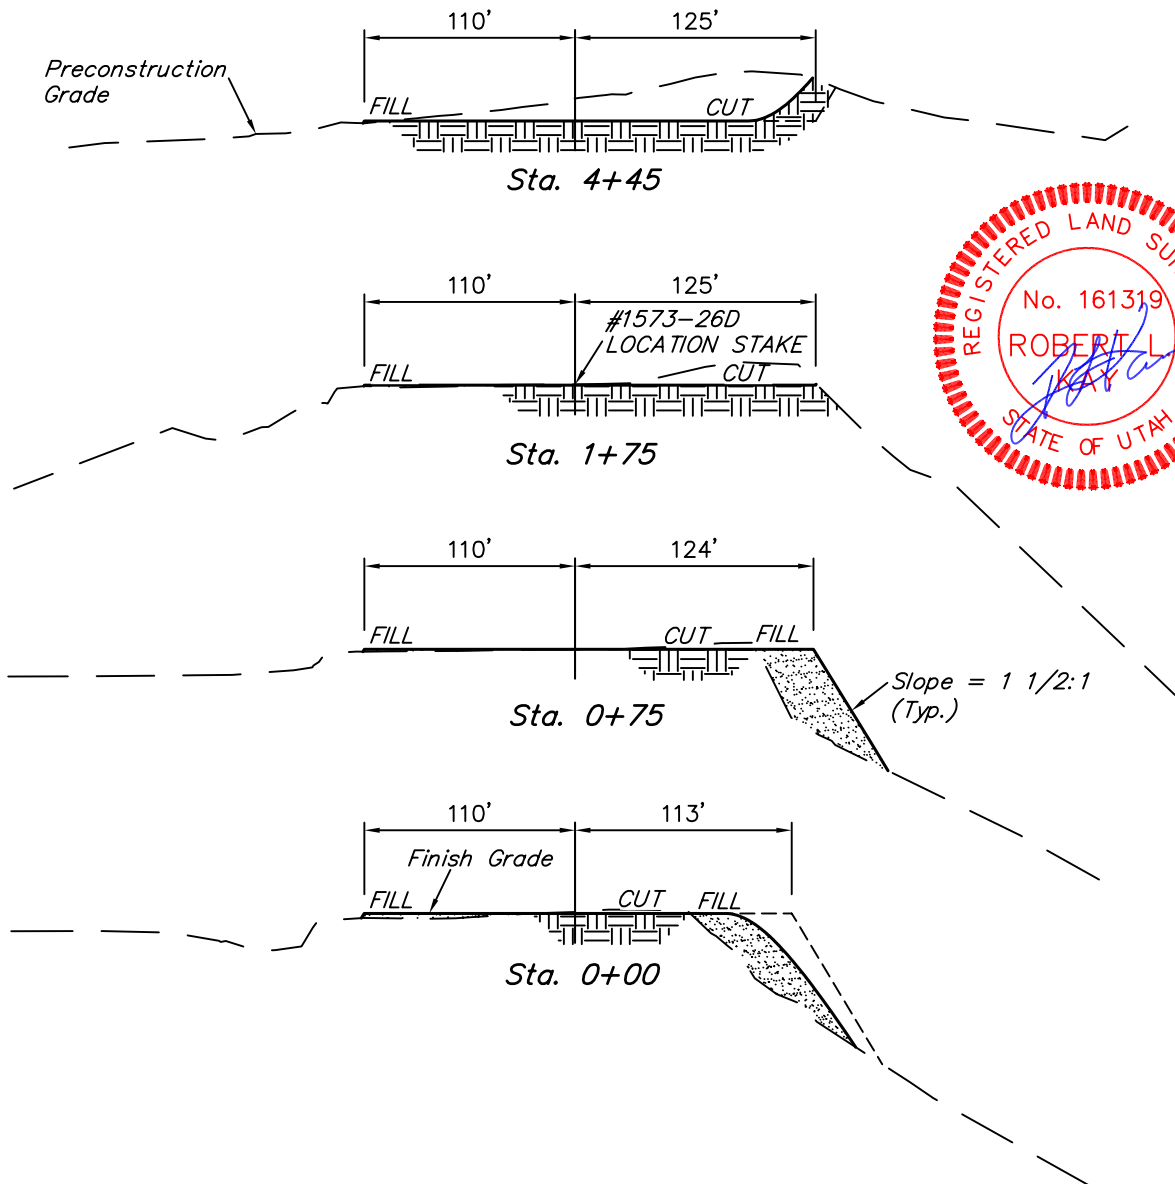 110' 125'
Preconstruction
Grade
FILL CUT
Sta. 4+45
110' 125'
#1573-26D
LOCATION STAKE
FILL CUT
Sta. 1+75
REGISTERED LAND
No. 161319
ROBERT L.
KAY
STATE OF UTAH
110' 124'
FILL CUT FILL
Slope = 1 1/2:1
(Typ.)
Sta. 0+75
110' 113'
Finish Grade
FILL CUT FILL
Sta. 0+00